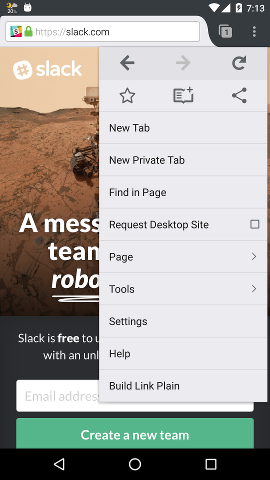 20%
7:13
https://slack.com
1
slack
New Tab
New Private Tab
Find in Page
Request Desktop Site
A mess
Page
team
Tools
robo
Settings
Slack is free to u
Help
with an unl
Build Link Plain
Email addres
Create a new team